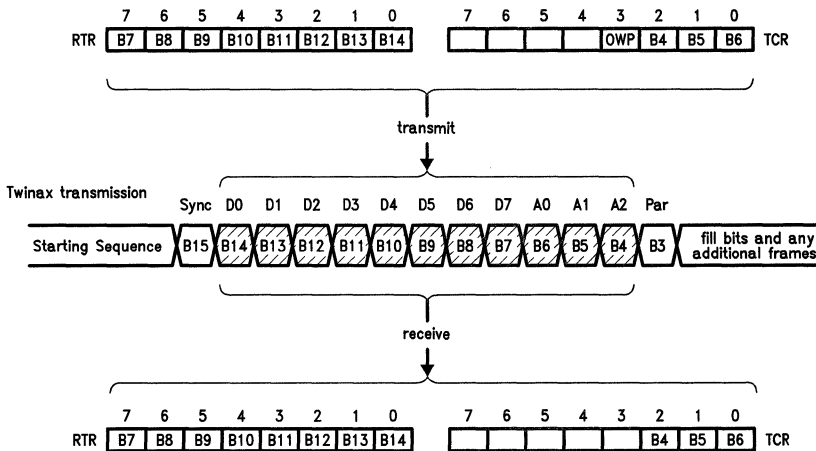 7 6 5 4 3 2 1 0 7 6 5 4 3 2 1 0
RTR B7 B8 B9 B10 B11 B12 B13 B14 OWP B4 B5 B6 TCR
transmit
Twinax transmission
Sync D0 D1 D2 D3 D4 D5 D6 D7 A0 A1 A2 Par
Starting Sequence B15 B14 B13 B12 B11 B10 B9 B8 B7 B6 B5 B4 B3 fill bits and any
additional frames
receive
7 6 5 4 3 2 1 0 7 6 5 4 3 2 1 0
RTR B7 B8 B9 B10 B11 B12 B13 B14 B4 B5 B6 TCR